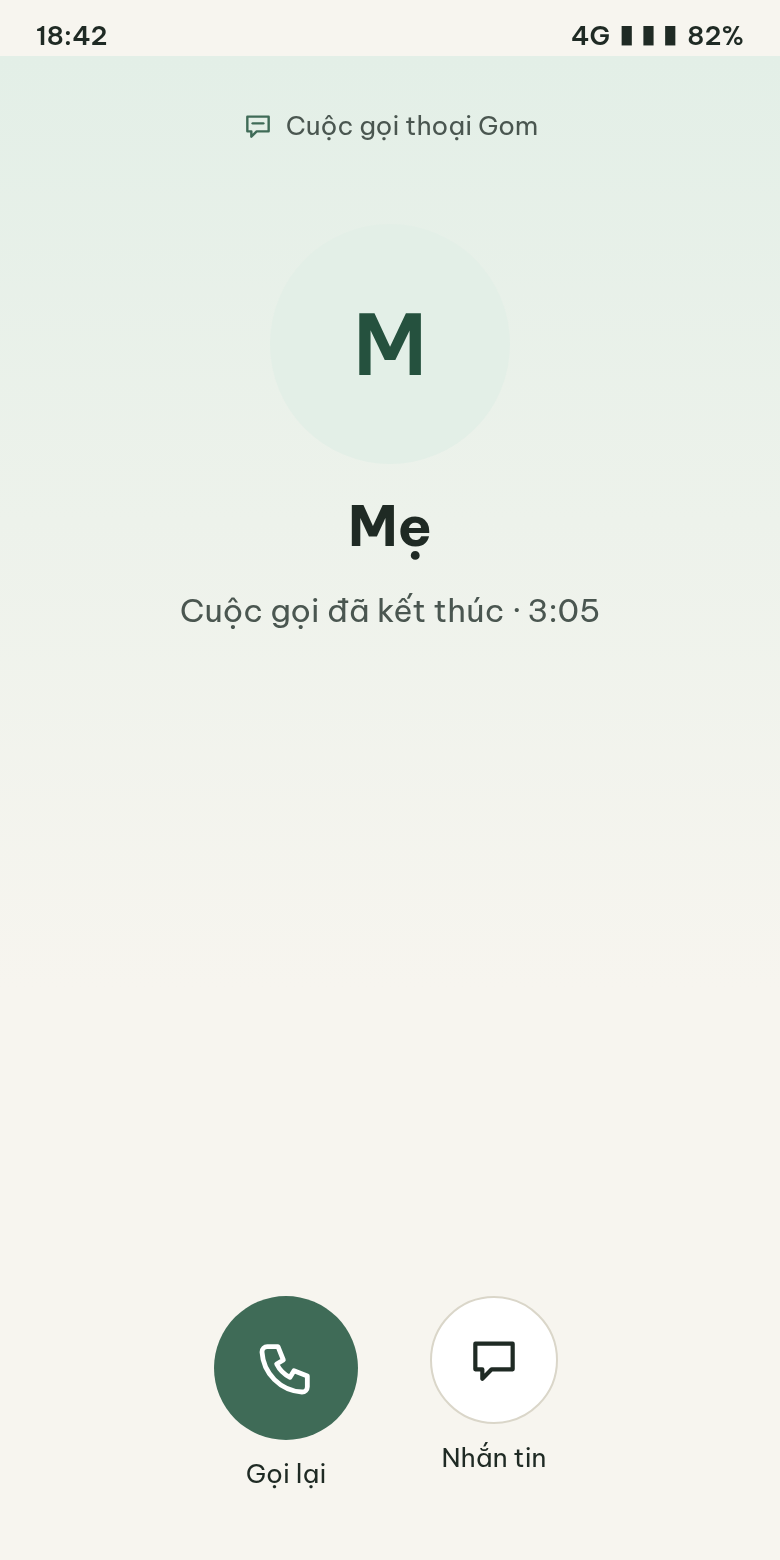 18:42 4G 82%
Cuộc gọi thoại Gom
M
Mẹ
Cuộc gọi đã kết thúc · 3:05
Gọi lại
Nhắn tin